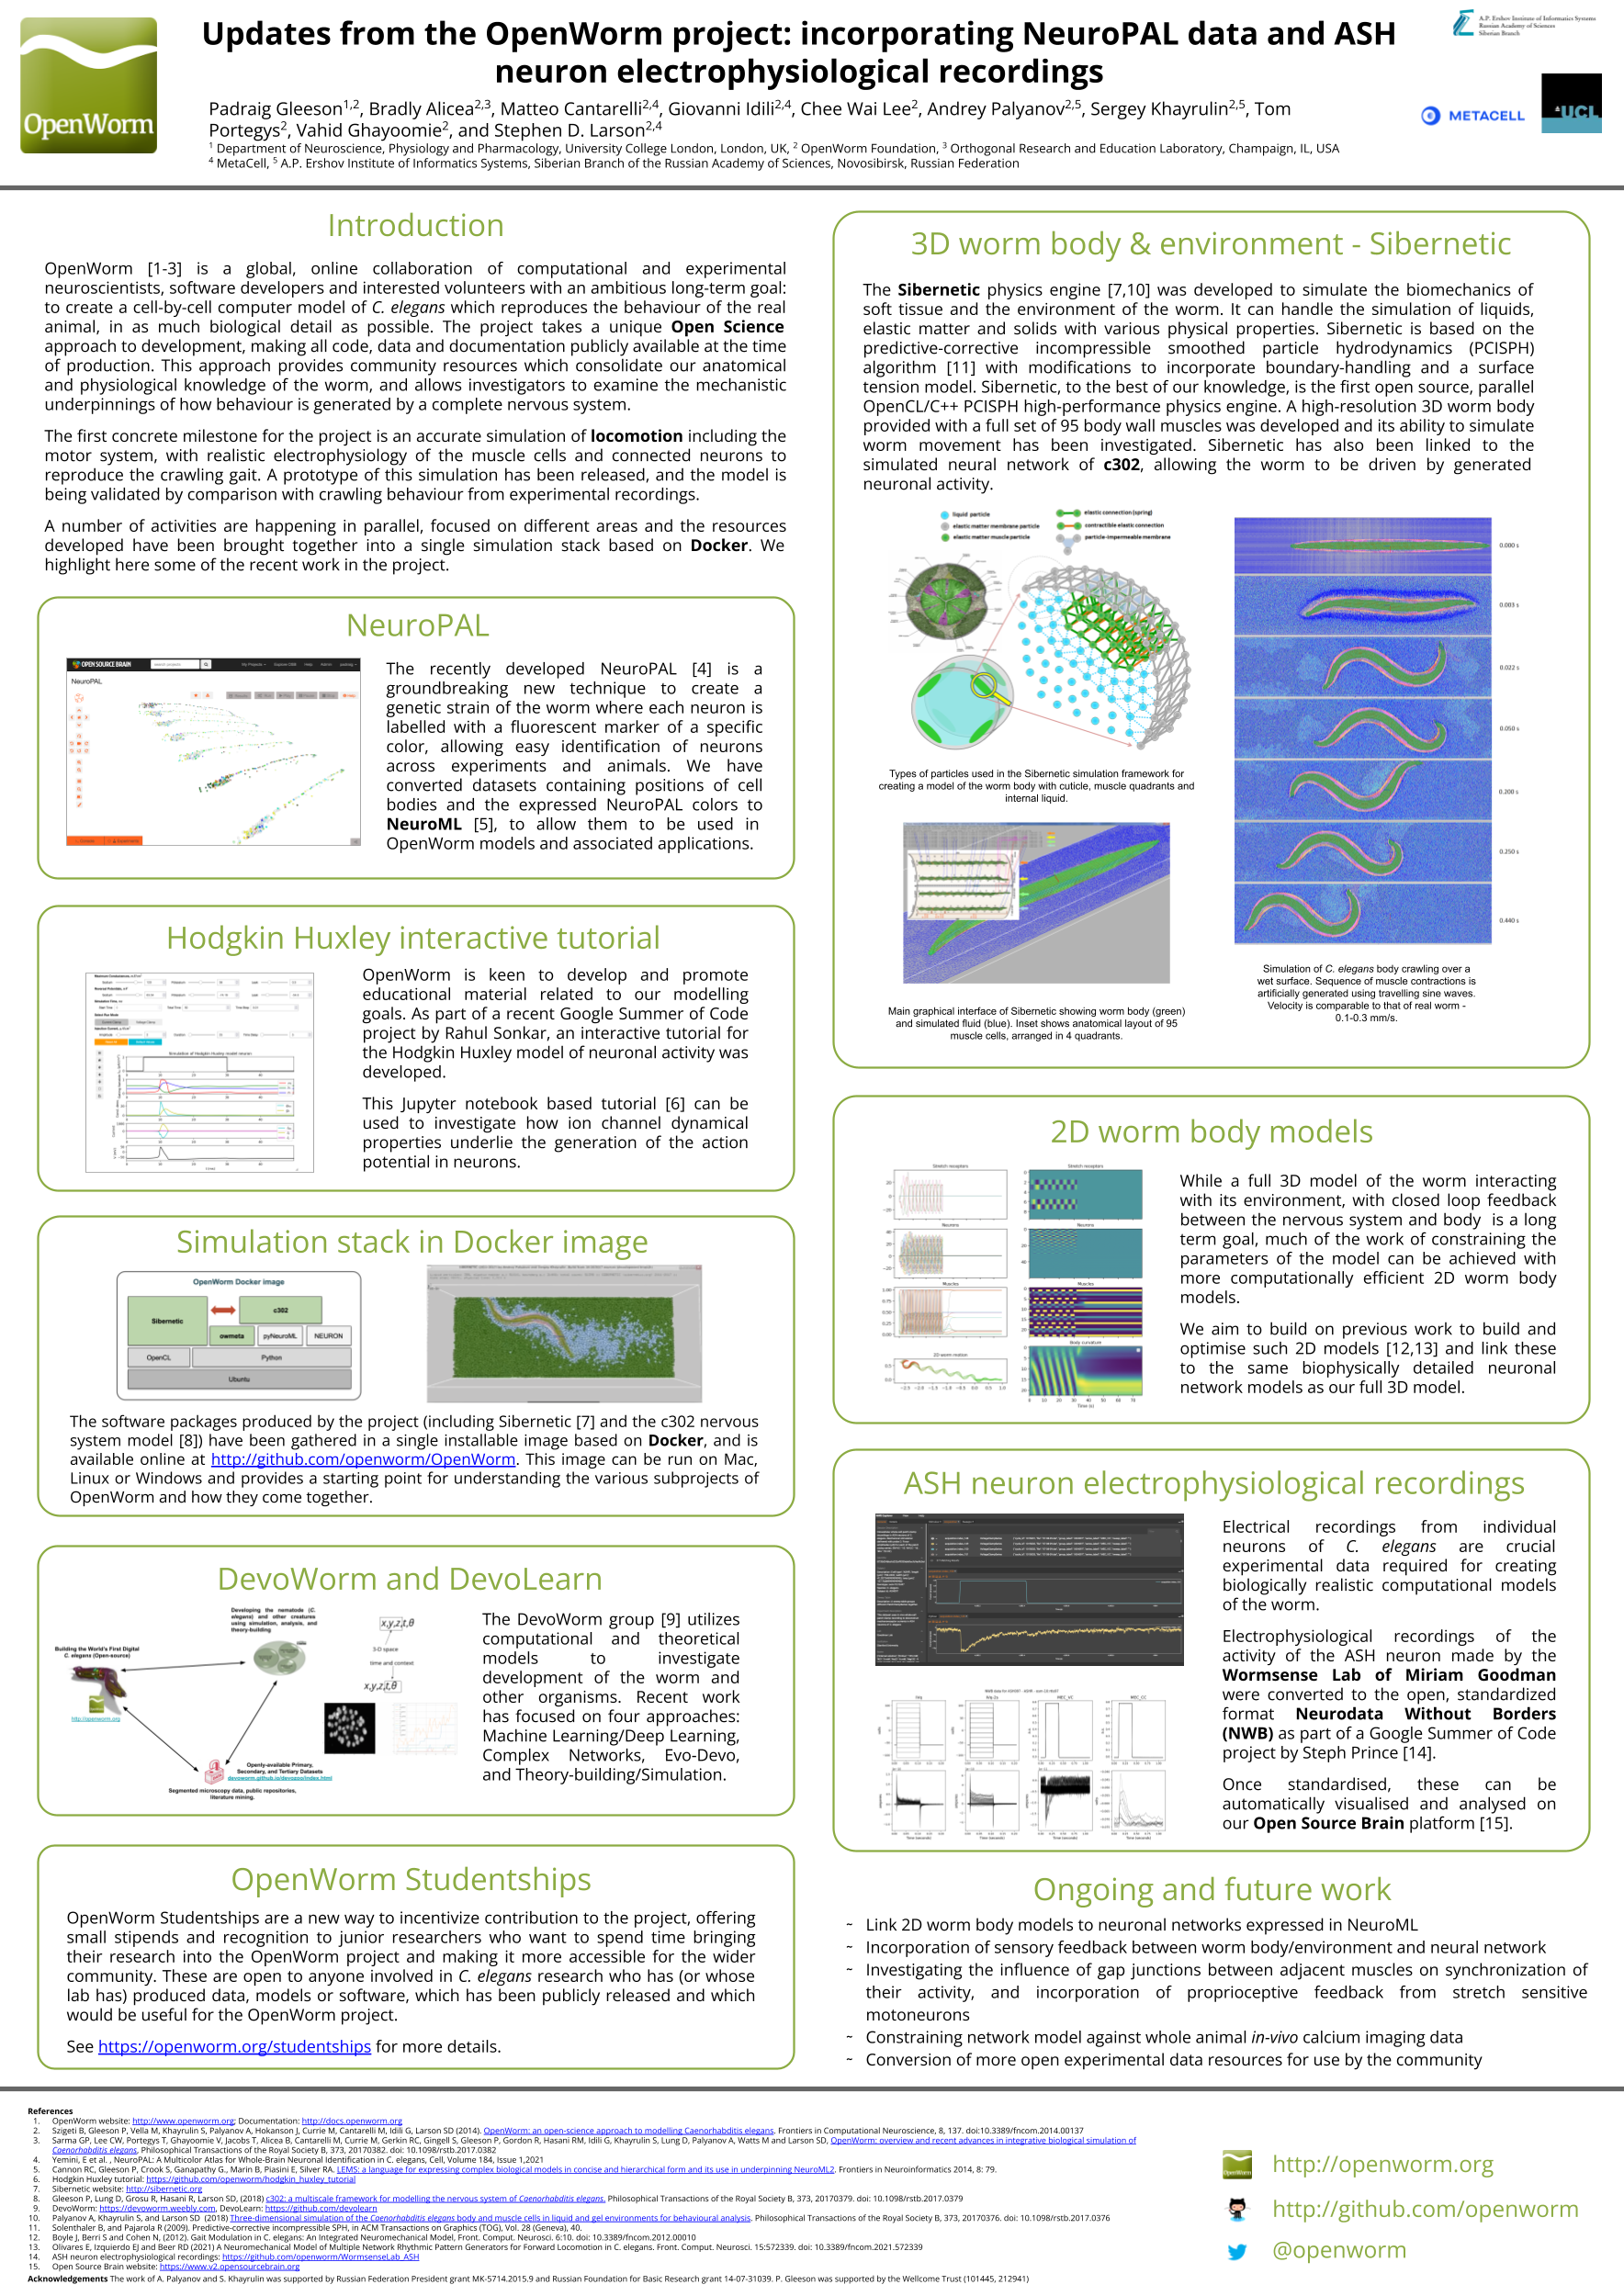 OpenWorm
Updates from the OpenWorm project: incorporating NeuroPAL data and ASH
neuron electrophysiological recordings
Padraig Gleeson1,2, Bradly Alicea2,3, Matteo Cantarelli2,4, Giovanni Idili2,4, Chee Wai Lee2, Andrey Palyanov2,5, Sergey Khayrulin2,5, Tom
Portegys2, Vahid Ghayoomie2, and Stephen D. Larson2,4
1 Department of Neuroscience, Physiology and Pharmacology, University College London, London, UK, 2 OpenWorm Foundation, 3 Orthogonal Research and Education Laboratory, Champaign, IL, USA
4 MetaCell, 5 A.P. Ershov Institute of Informatics Systems, Siberian Branch of the Russian Academy of Sciences, Novosibirsk, Russian Federation
A.P. Ershov Institute of Informatics Systems
Russian Academy of Sciences
Siberian Branch
METACELL
UCL
Introduction
OpenWorm [1-3] is a global, online collaboration of computational and experimental
neuroscientists, software developers and interested volunteers with an ambitious long-term goal:
to create a cell-by-cell computer model of C. elegans which reproduces the behaviour of the real
animal, in as much biological detail as possible. The project takes a unique Open Science
approach to development, making all code, data and documentation publicly available at the time
of production. This approach provides community resources which consolidate our anatomical
and physiological knowledge of the worm, and allows investigators to examine the mechanistic
underpinnings of how behaviour is generated by a complete nervous system.
The first concrete milestone for the project is an accurate simulation of locomotion including the
motor system, with realistic electrophysiology of the muscle cells and connected neurons to
reproduce the crawling gait. A prototype of this simulation has been released, and the model is
being validated by comparison with crawling behaviour from experimental recordings.
A number of activities are happening in parallel, focused on different areas and the resources
developed have been brought together into a single simulation stack based on Docker. We
highlight here some of the recent work in the project.
NeuroPAL
OPEN SOURCE BRAIN
NeuroPAL
The recently developed NeuroPAL [4] is a
groundbreaking new technique to create a
genetic strain of the worm where each neuron is
labelled with a fluorescent marker of a specific
color, allowing easy identification of neurons
across experiments and animals. We have
converted datasets containing positions of cell
bodies and the expressed NeuroPAL colors to
NeuroML [5], to allow them to be used in
OpenWorm models and associated applications.
Hodgkin Huxley interactive tutorial
OpenWorm is keen to develop and promote
educational material related to our modelling
goals. As part of a recent Google Summer of Code
project by Rahul Sonkar, an interactive tutorial for
the Hodgkin Huxley model of neuronal activity was
developed.
This Jupyter notebook based tutorial [6] can be
used to investigate how ion channel dynamical
properties underlie the generation of the action
potential in neurons.
Simulation stack in Docker image
OpenWorm Docker image
Sibernetic
c302
owmeta
pyNeuroML
NEURON
OpenCL
Python
Ubuntu
The software packages produced by the project (including Sibernetic [7] and the c302 nervous
system model [8]) have been gathered in a single installable image based on Docker, and is
available online at http://github.com/openworm/OpenWorm. This image can be run on Mac,
Linux or Windows and provides a starting point for understanding the various subprojects of
OpenWorm and how they come together.
DevoWorm and DevoLearn
Developing the nematode (C.
elegans) and other creatures
using simulation, analysis, and
theory-building
Building the World's First Digital
C. elegans (Open-source)
http://openworm.org
x,y,z,t,θ
3-D space
time and context
x,y,z,t,θ
Openly-available Primary,
Secondary, and Tertiary Datasets
devoworm.github.io/devozoo/index.html
Segmented microscopy data, public repositories,
literature mining.
The DevoWorm group [9] utilizes
computational and theoretical
models to investigate
development of the worm and
other organisms. Recent work
has focused on four approaches:
Machine Learning/Deep Learning,
Complex Networks, Evo-Devo,
and Theory-building/Simulation.
OpenWorm Studentships
OpenWorm Studentships are a new way to incentivize contribution to the project, offering
small stipends and recognition to junior researchers who want to spend time bringing
their research into the OpenWorm project and making it more accessible for the wider
community. These are open to anyone involved in C. elegans research who has (or whose
lab has) produced data, models or software, which has been publicly released and which
would be useful for the OpenWorm project.
See https://openworm.org/studentships for more details.
3D worm body & environment - Sibernetic
The Sibernetic physics engine [7,10] was developed to simulate the biomechanics of
soft tissue and the environment of the worm. It can handle the simulation of liquids,
elastic matter and solids with various physical properties. Sibernetic is based on the
predictive-corrective incompressible smoothed particle hydrodynamics (PCISPH)
algorithm [11] with modifications to incorporate boundary-handling and a surface
tension model. Sibernetic, to the best of our knowledge, is the first open source, parallel
OpenCL/C++ PCISPH high-performance physics engine. A high-resolution 3D worm body
provided with a full set of 95 body wall muscles was developed and its ability to simulate
worm movement has been investigated. Sibernetic has also been linked to the
simulated neural network of c302, allowing the worm to be driven by generated
neuronal activity.
liquid particle
elastic matter membrane particle
elastic matter muscle particle
elastic connection (spring)
contractible elastic connection
particle-impermeable membrane
Types of particles used in the Sibernetic simulation framework for
creating a model of the worm body with cuticle, muscle quadrants and
internal liquid.
Main graphical interface of Sibernetic showing worm body (green)
and simulated fluid (blue). Inset shows anatomical layout of 95
muscle cells, arranged in 4 quadrants.
0.000 s
0.003 s
0.022 s
0.050 s
0.200 s
0.250 s
0.440 s
Simulation of C. elegans body crawling over a
wet surface. Sequence of muscle contractions is
artificially generated using travelling sine waves.
Velocity is comparable to that of real worm -
0.1-0.3 mm/s.
2D worm body models
Stretch receptors
Neurons
Muscles
2D worm motion
Stretch receptors
Neurons
Muscles
Body curvature
While a full 3D model of the worm interacting
with its environment, with closed loop feedback
between the nervous system and body is a long
term goal, much of the work of constraining the
parameters of the model can be achieved with
more computationally efficient 2D worm body
models.
We aim to build on previous work to build and
optimise such 2D models [12,13] and link these
to the same biophysically detailed neuronal
network models as our full 3D model.
ASH neuron electrophysiological recordings
Electrical recordings from individual
neurons of C. elegans are crucial
experimental data required for creating
biologically realistic computational models
of the worm.
Electrophysiological recordings of the
activity of the ASH neuron made by the
Wormsense Lab of Miriam Goodman
were converted to the open, standardized
format Neurodata Without Borders
(NWB) as part of a Google Summer of Code
project by Steph Prince [14].
Once standardised, these can be
automatically visualised and analysed on
our Open Source Brain platform [15].
Ongoing and future work
~ Link 2D worm body models to neuronal networks expressed in NeuroML
~ Incorporation of sensory feedback between worm body/environment and neural network
~ Investigating the influence of gap junctions between adjacent muscles on synchronization of
their activity, and incorporation of proprioceptive feedback from stretch sensitive
motoneurons
~ Constraining network model against whole animal in-vivo calcium imaging data
~ Conversion of more open experimental data resources for use by the community
References
1. OpenWorm website: http://www.openworm.org; Documentation: http://docs.openworm.org
2. Szigeti B, Gleeson P, Vella M, Khayrulin S, Palyanov A, Hokanson J, Currie M, Cantarelli M, Idili G, Larson SD (2014). OpenWorm: an open-science approach to modelling Caenorhabditis elegans. Frontiers in Computational Neuroscience, 8, 137. doi:10.3389/fncom.2014.00137
3. Sarma GP, Lee CW, Portegys T, Ghayoomie V, Jacobs T, Alicea B, Cantarelli M, Currie M, Gerkin RC, Gingell S, Gleeson P, Gordon R, Hasani RM, Idili G, Khayrulin S, Lung D, Palyanov A, Watts M and Larson SD, OpenWorm: overview and recent advances in integrative biological simulation of
Caenorhabditis elegans. Philosophical Transactions of the Royal Society B, 373, 20170382. doi: 10.1098/rstb.2017.0382
4. Yemini, E et al. , NeuroPAL: A Multicolor Atlas for Whole-Brain Neuronal Identification in C. elegans, Cell, Volume 184, Issue 1,2021
5. Cannon RC, Gleeson P, Crook S, Ganapathy G., Marin B, Piasini E, Silver RA. LEMS: a language for expressing complex biological models in concise and hierarchical form and its use in underpinning NeuroML2. Frontiers in Neuroinformatics 2014, 8: 79.
6. Hodgkin Huxley tutorial: https://github.com/openworm/hodgkin_huxley_tutorial
7. Sibernetic website: http://sibernetic.org
8. Gleeson P, Lung D, Grosu R, Hasani R, Larson SD, (2018) c302: a multiscale framework for modelling the nervous system of Caenorhabditis elegans. Philosophical Transactions of the Royal Society B, 373, 20170379. doi: 10.1098/rstb.2017.0379
9. DevoWorm: https://devoworm.weebly.com, DevoLearn: https://github.com/devolearn
10. Palyanov A, Khayrulin S, and Larson SD (2018) Three-dimensional simulation of the Caenorhabditis elegans body and muscle cells in liquid and gel environments for behavioural analysis. Philosophical Transactions of the Royal Society B, 373, 20170376. doi: 10.1098/rstb.2017.0376
11. Solenthaler B, and Pajarola R (2009). Predictive-corrective incompressible SPH, in ACM Transactions on Graphics (TOG), Vol. 28 (Geneva), 40.
12. Boyle J, Berri S and Cohen N, (2012). Gait Modulation in C. elegans: An Integrated Neuromechanical Model, Front. Comput. Neurosci. 6:10. doi: 10.3389/fncom.2012.00010
13. Olivares E, Izquierdo EJ and Beer RD (2021) A Neuromechanical Model of Multiple Network Rhythmic Pattern Generators for Forward Locomotion in C. elegans. Front. Comput. Neurosci. 15:572339. doi: 10.3389/fncom.2021.572339
14. ASH neuron electrophysiological recordings: https://github.com/openworm/WormsenseLab_ASH
15. Open Source Brain website: https://www.v2.opensourcebrain.org
Acknowledgements The work of A. Palyanov and S. Khayrulin was supported by Russian Federation President grant MK-5714.2015.9 and Russian Foundation for Basic Research grant 14-07-31039. P. Gleeson was supported by the Wellcome Trust (101445, 212941)
OpenWorm
http://openworm.org
http://github.com/openworm
@openworm